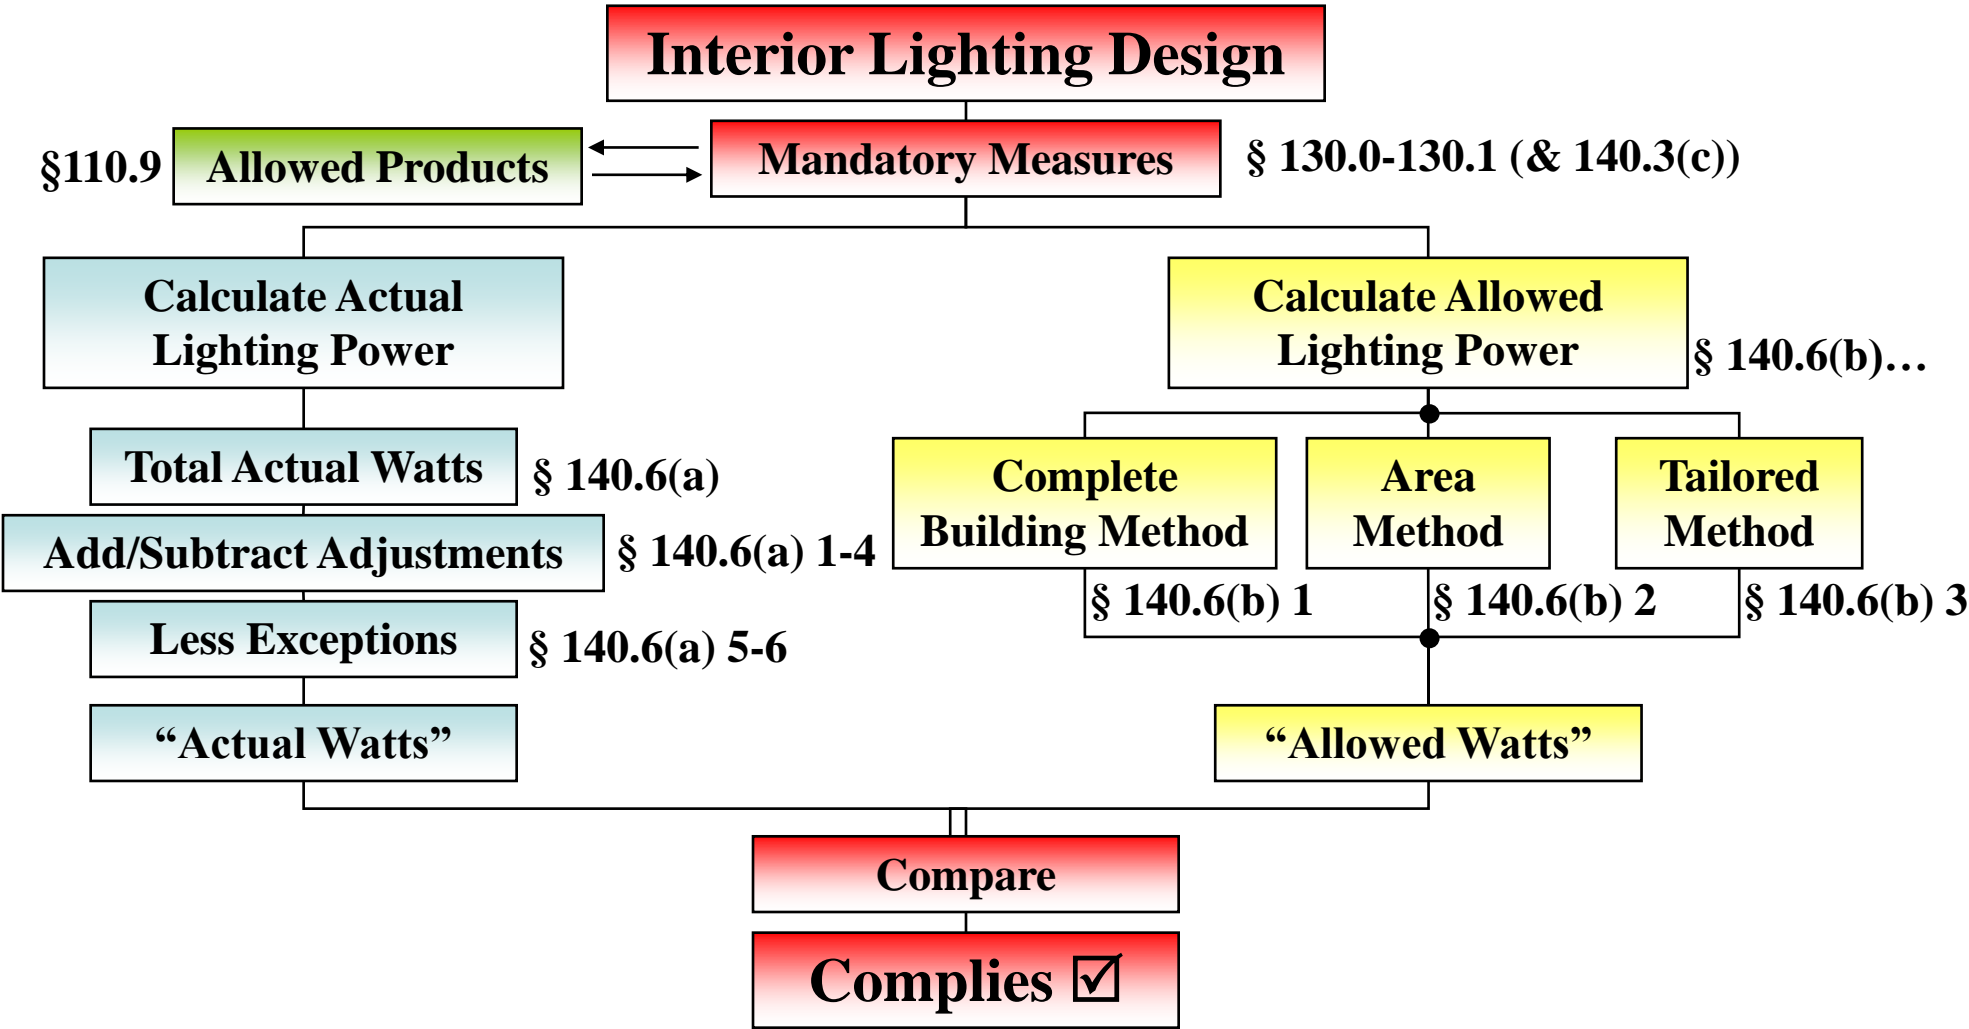 Interior Lighting Design
§110.9
Allowed Products
Mandatory Measures
§ 130.0-130.1 (& 140.3(c))
Calculate Actual
Lighting Power
Calculate Allowed
Lighting Power
§ 140.6(b)…
Total Actual Watts
§ 140.6(a)
Complete
Building Method
Area
Method
Tailored
Method
Add/Subtract Adjustments
§ 140.6(a) 1-4
§ 140.6(b) 1
§ 140.6(b) 2
§ 140.6(b) 3
Less Exceptions
§ 140.6(a) 5-6
“Actual Watts”
“Allowed Watts”
Compare
Complies ☑